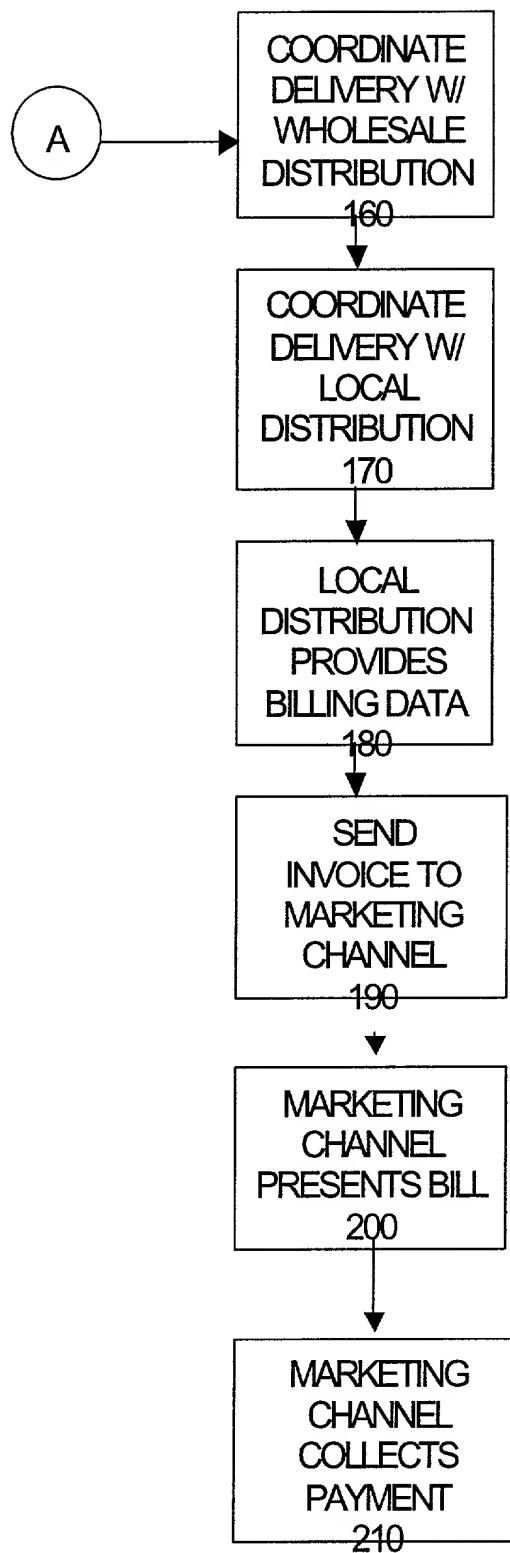 A
COORDINATE
DELIVERY W/
WHOLESALE
DISTRIBUTION
160
COORDINATE
DELIVERY W/
LOCAL
DISTRIBUTION
170
LOCAL
DISTRIBUTION
PROVIDES
BILLING DATA
180
SEND
INVOICE TO
MARKETING
CHANNEL
190
MARKETING
CHANNEL
PRESENTS BILL
200
MARKETING
CHANNEL
COLLECTS
PAYMENT
210